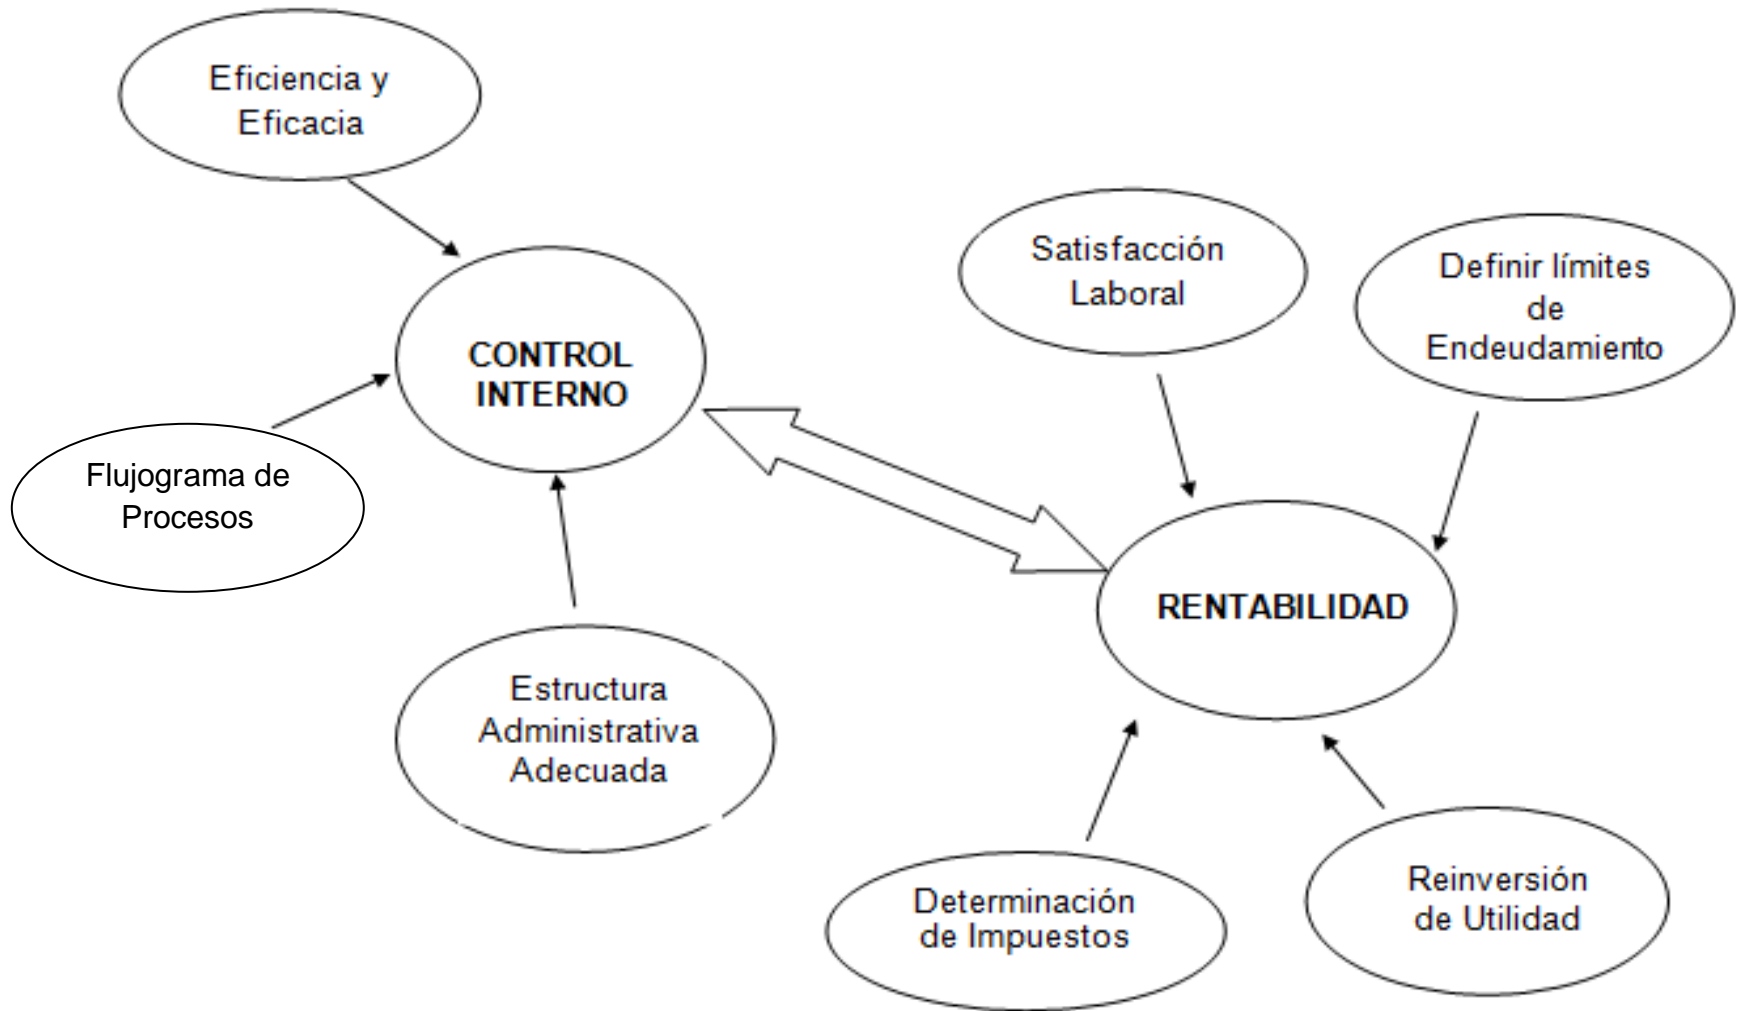 Eficiencia y
Eficacia
CONTROL
INTERNO
Flujograma de
Procesos
Estructura
Administrativa
Adecuada
Satisfacción
Laboral
Definir límites
de
Endeudamiento
RENTABILIDAD
Determinación
de Impuestos
Reinversión
de Utilidad